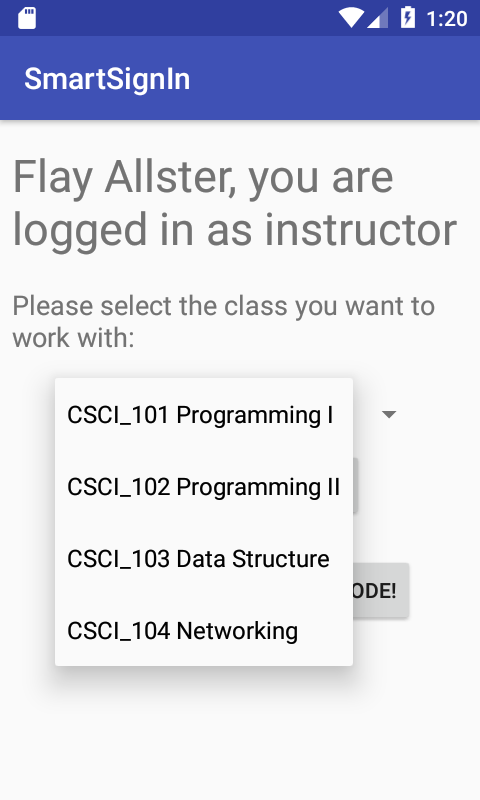 1:20
SmartSignIn
Flay Allster, you are
logged in as instructor
Please select the class you want to
work with:
CSCI_101 Programming I
CSCI_102 Programming II
CSCI_103 Data Structure
ODE!
CSCI_104 Networking